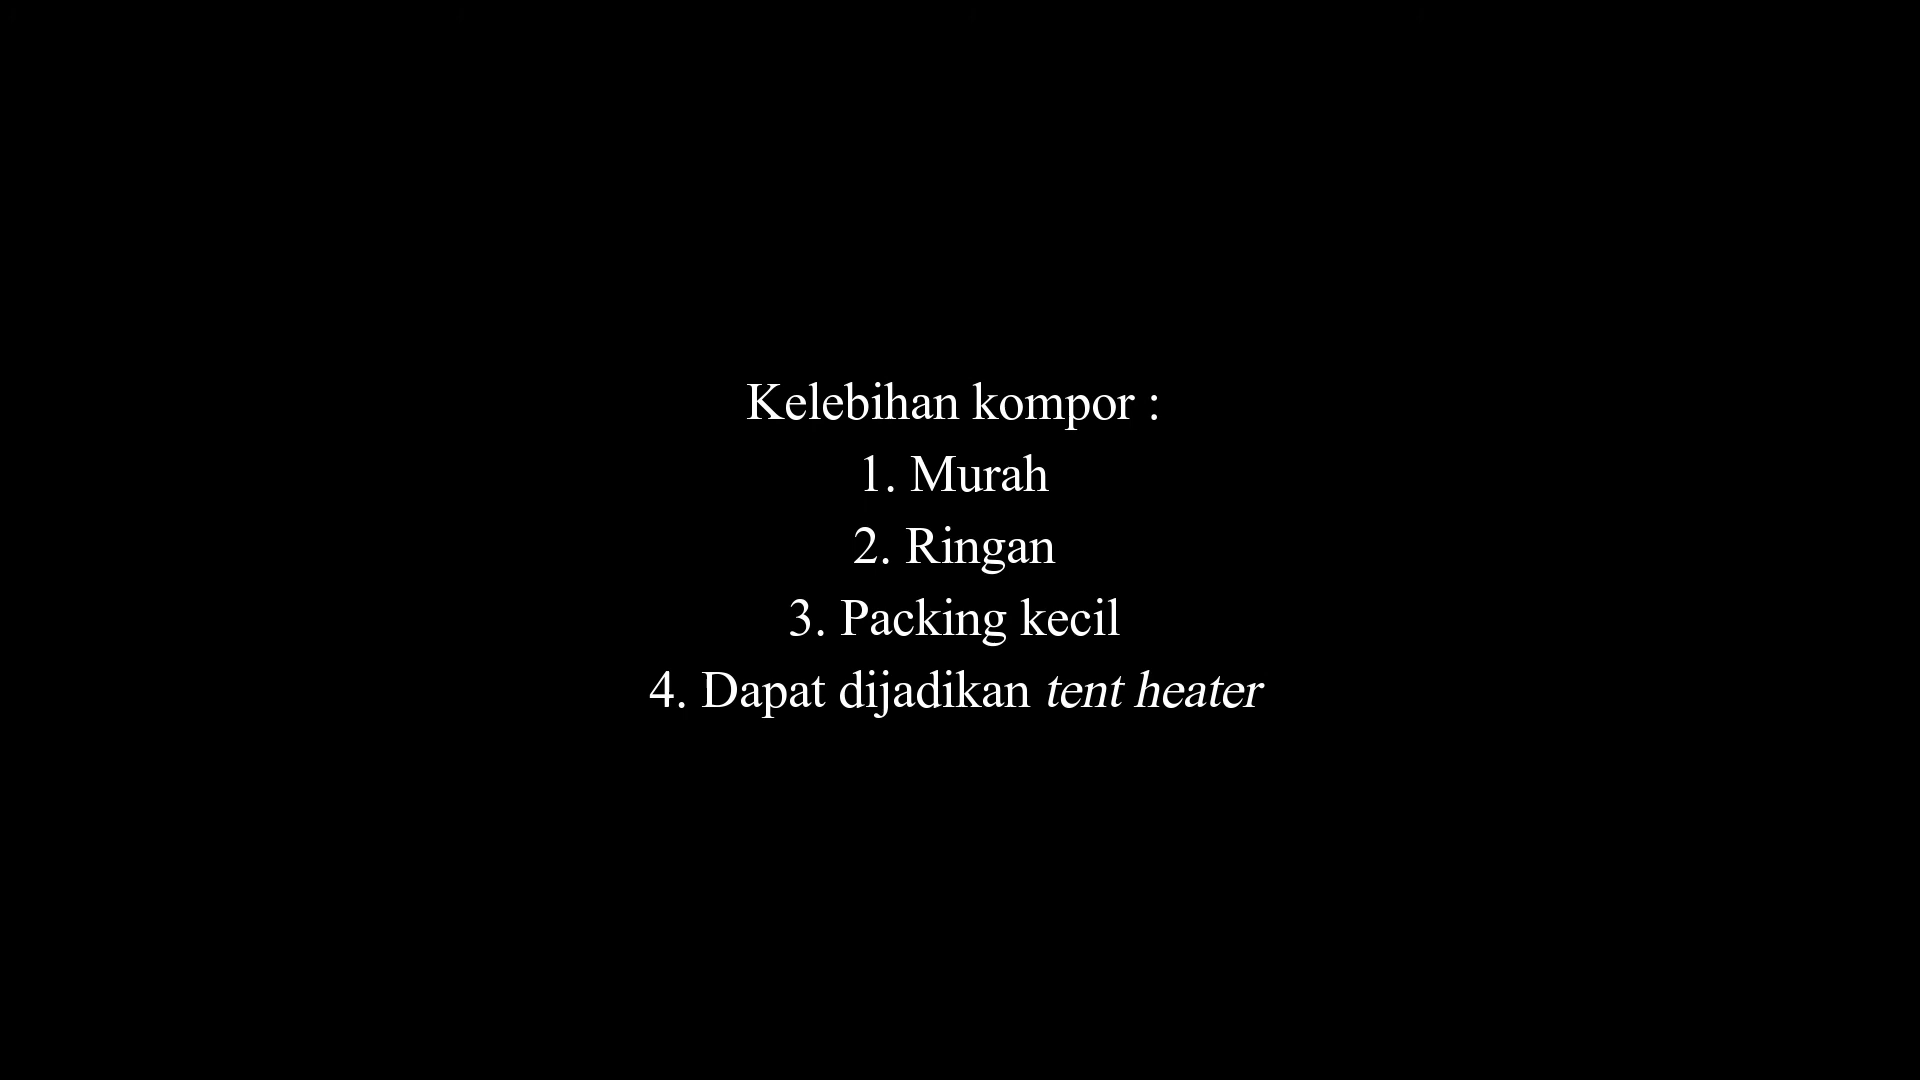 Kelebihan kompor :
1. Murah
2. Ringan
3. Packing kecil
4. Dapat dijadikan tent heater